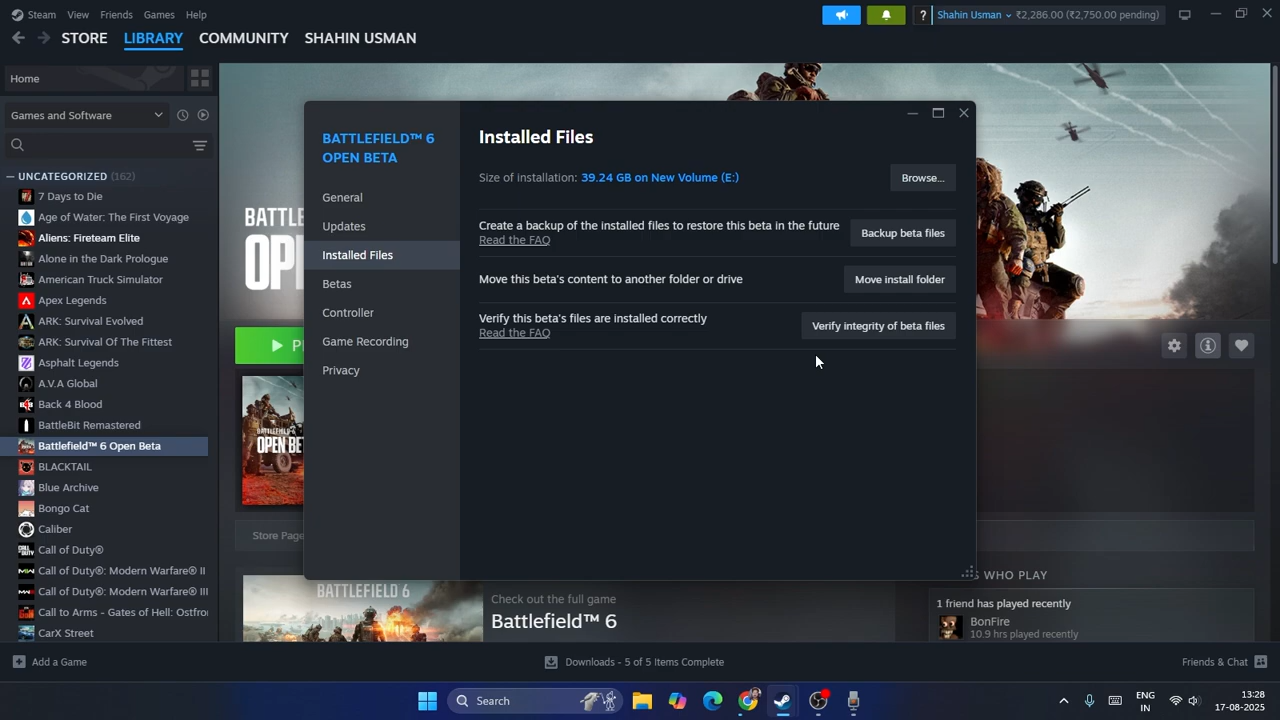 Steam View Friends Games Help
Shahin Usman ₹2,286.00 (₹2,750.00 pending)
STORE LIBRARY COMMUNITY SHAHIN USMAN
Home
Games and Software
UNCATEGORIZED (162)
7 Days to Die
Age of Water: The First Voyage
Aliens: Fireteam Elite
Alone in the Dark Prologue
American Truck Simulator
Apex Legends
ARK: Survival Evolved
ARK: Survival Of The Fittest
Asphalt Legends
A.V.A Global
Back 4 Blood
BattleBit Remastered
Battlefield™ 6 Open Beta
BLACKTAIL
Blue Archive
Bongo Cat
Caliber
Call of Duty®
Call of Duty®: Modern Warfare® II
Call of Duty®: Modern Warfare® III
Call to Arms - Gates of Hell: Ostfror
CarX Street
BATTLEFIELD™ 6
OPEN BETA
General
Updates
Installed Files
Betas
Controller
Game Recording
Privacy
Installed Files
Size of installation: 39.24 GB on New Volume (E:)
Browse...
Create a backup of the installed files to restore this beta in the future
Read the FAQ
Backup beta files
Move this beta's content to another folder or drive
Move install folder
Verify this beta's files are installed correctly
Read the FAQ
Verify integrity of beta files
Store Page
BATTLEFIELD 6
Check out the full game
Battlefield™ 6
WHO PLAY
1 friend has played recently
BonFire
10.9 hrs played recently
Add a Game
Downloads - 5 of 5 Items Complete
Friends & Chat
Search
ENG
IN
13:28
17-08-2025